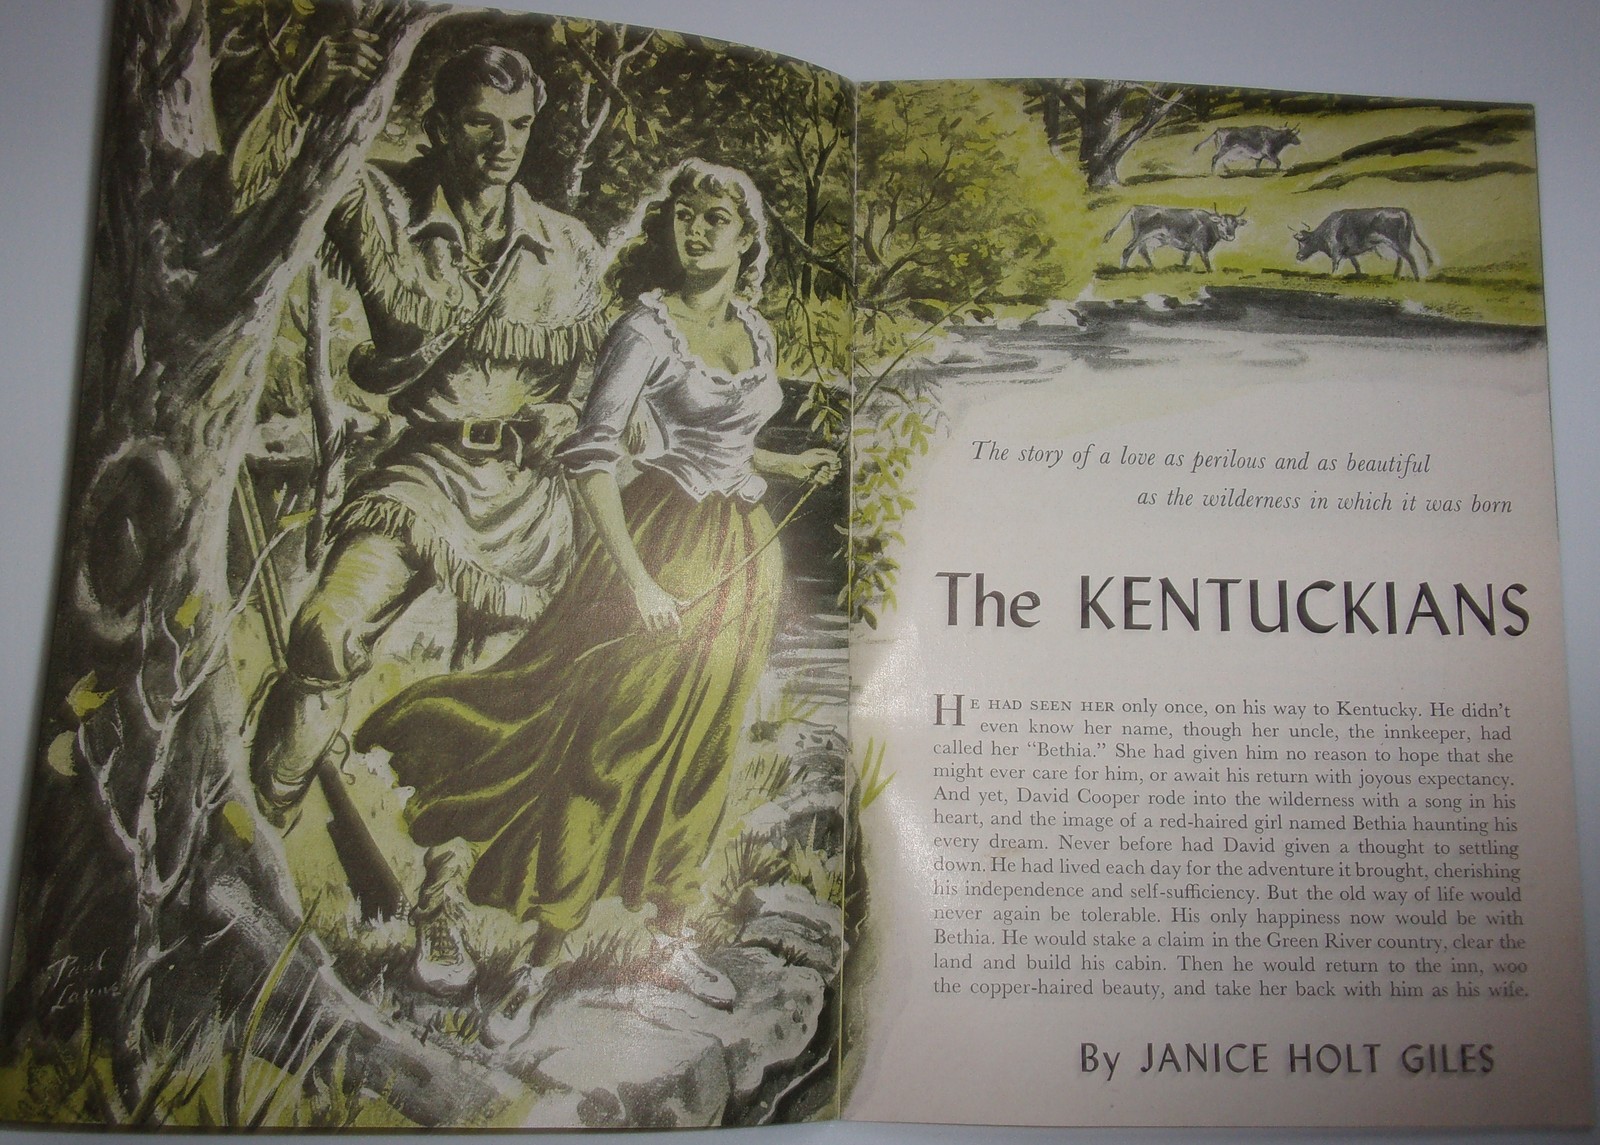 The story of a love as perilous and as beautiful
as the wilderness in which it was born
The KENTUCKIANS
HE HAD SEEN HER only once, on his way to Kentucky. He didn't
even know her name, though her uncle, the innkeeper, had
called her "Bethia." She had given him no reason to hope that she
might ever care for him, or await his return with joyous expectancy.
And yet, David Cooper rode into the wilderness with a song in his
heart, and the image of a red-haired girl named Bethia haunting his
every dream. Never before had David given a thought to settling
down. He had lived each day for the adventure it brought, cherishing
his independence and self-sufficiency. But the old way of life would
never again be tolerable. His only happiness now would be with
Bethia. He would stake a claim in the Green River country, clear the
land and build his cabin. Then he would return to the inn, woo
the copper-haired beauty, and take her back with him as his wife.
By JANICE HOLT GILES
Paul